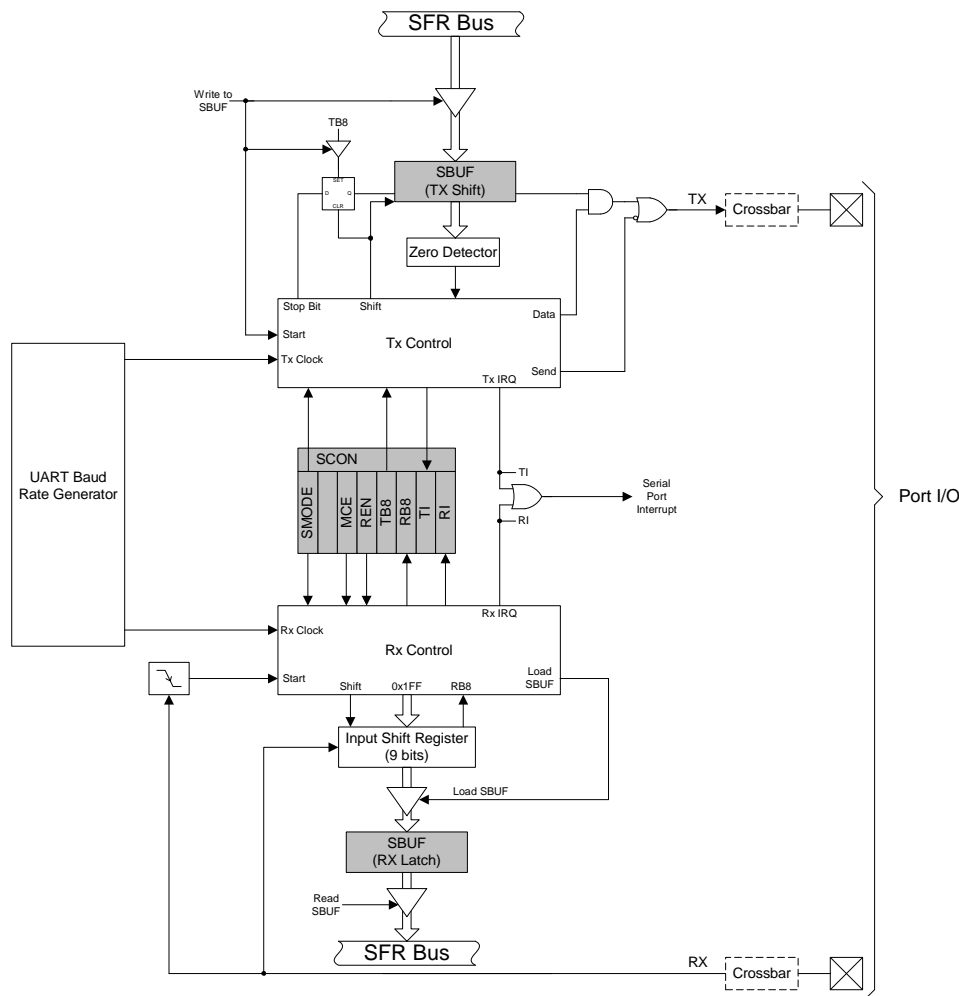 SFR Bus
Write to
SBUF
TB8
SET
D
Q
CLR
SBUF
(TX Shift)
TX
Crossbar
Zero Detector
Stop Bit
Shift
Data
Start
Tx Control
Tx Clock
Send
Tx IRQ
UART Baud
Rate Generator
SCON
SMODE
MCE
REN
TB8
RB8
TI
RI
TI
Serial
Port
Interrupt
RI
Port I/O
Rx IRQ
Rx Clock
Rx Control
Start
Load
SBUF
Shift
0x1FF
RB8
Input Shift Register
(9 bits)
Load SBUF
SBUF
(RX Latch)
Read
SBUF
SFR Bus
RX
Crossbar